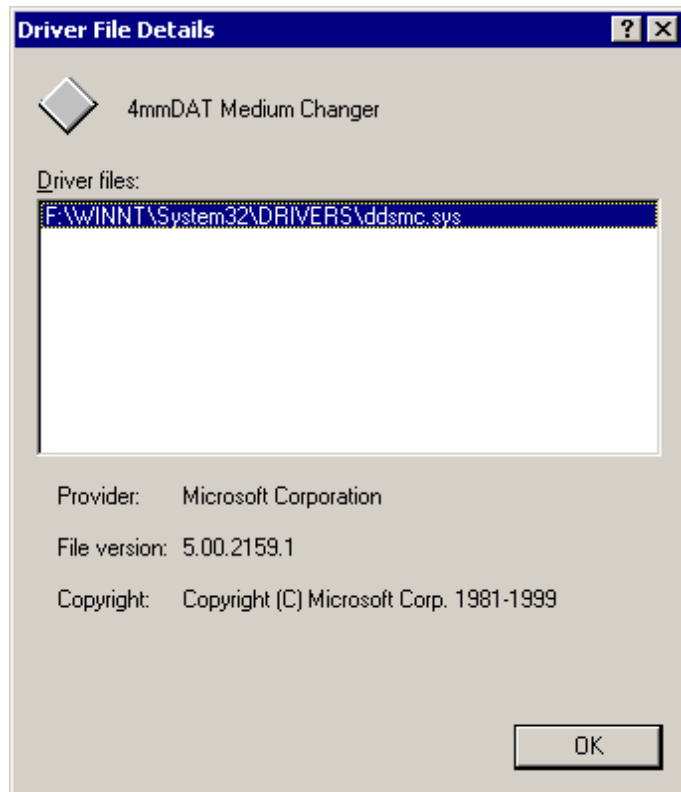 Driver File Details
4mmDAT Medium Changer
Driver files:
F:\WINNT\System32\DRIVERS\ddsmc.sys
Provider: Microsoft Corporation
File version: 5.00.2159.1
Copyright: Copyright (C) Microsoft Corp. 1981-1999
OK